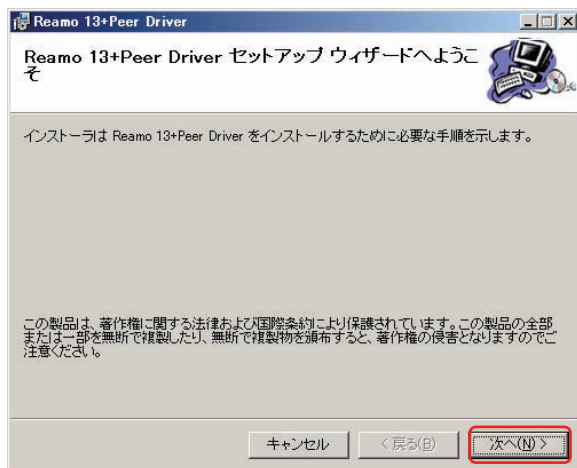 Reamo 13+Peer Driver
Reamo 13+Peer Driver セットアップ ウィザードへようこ
そ
インストーラは Reamo 13+Peer Driver をインストールするために必要な手順を示します。
この製品は、著作権に関する法律および国際条約により保護されています。この製品の全部
または一部を無断で複製したり、無断で複製物を頒布すると、著作権の侵害となりますのでご
注意ください。
キャンセル
< 戻る(B)
次へ(N) >